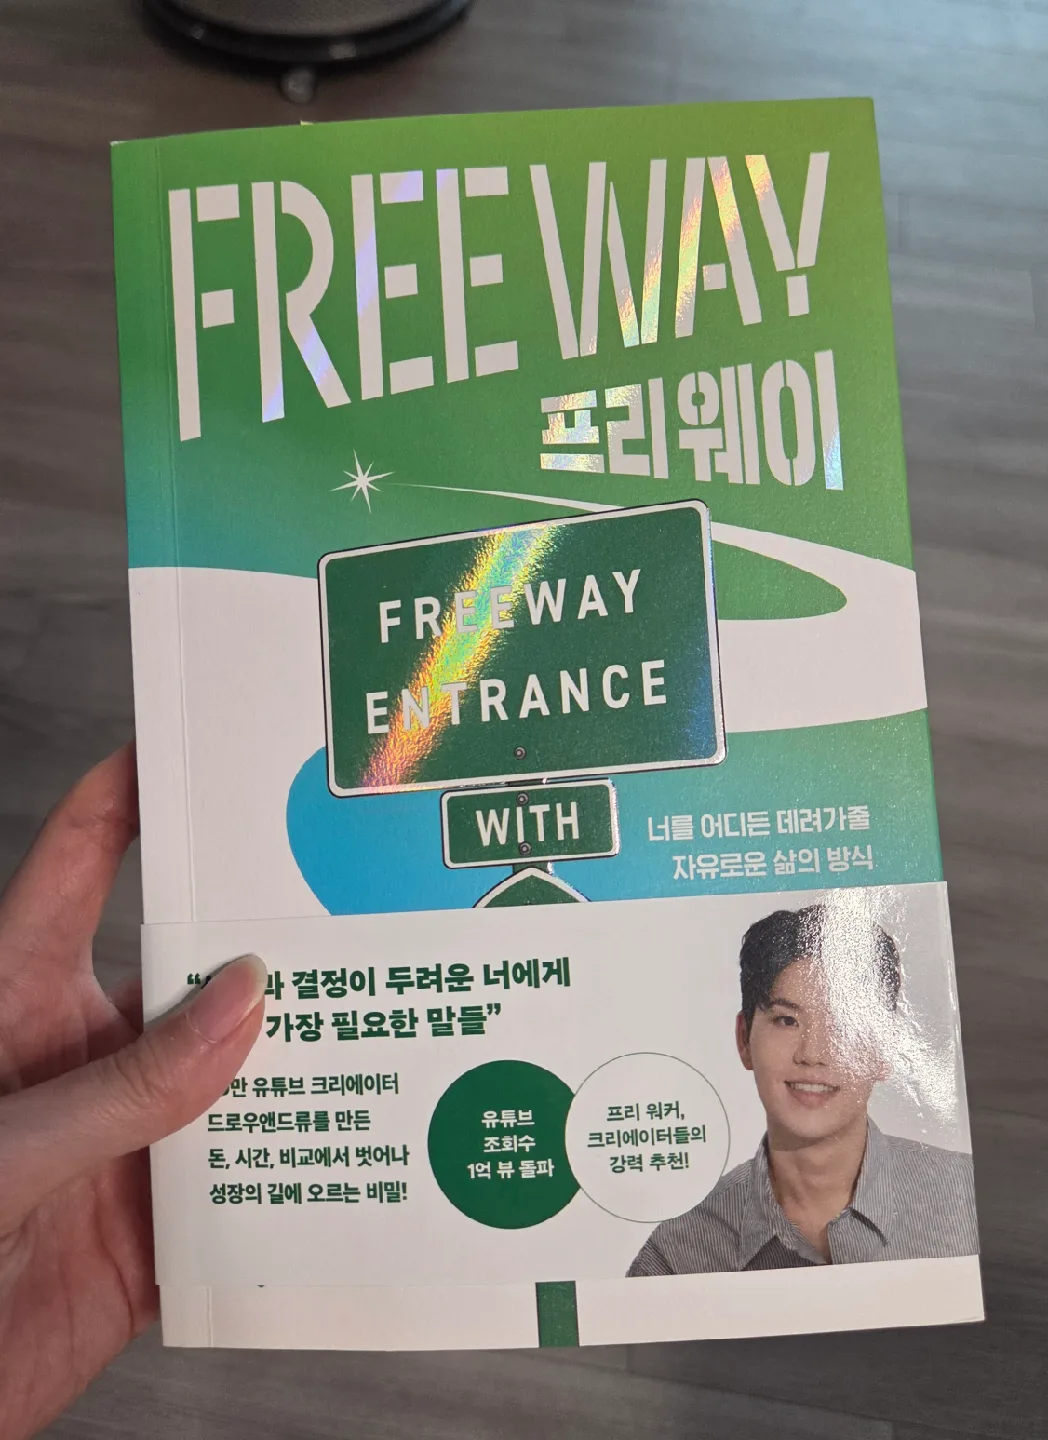 FREEWAY
프리웨이
FREEWAY
ENTRANCE
WITH
너를 어디든 데려가줄
자유로운 삶의 방식
결정이 두려운 너에게
가장 필요한 말들”
만 유튜브 크리에이터
드로우앤드류를 만든
돈, 시간, 비교에서 벗어나
성장의 길에 오르는 비밀!
유튜브
조회수
1억 뷰 돌파
프리 워커,
크리에이터들의
강력 추천!